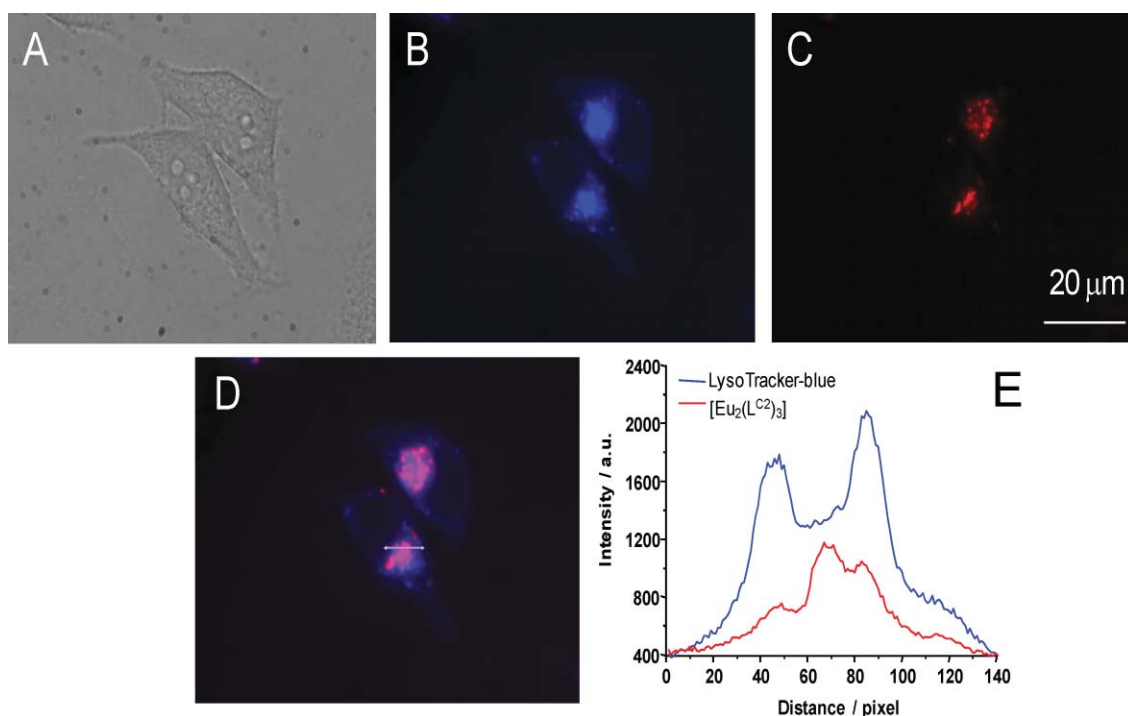 A
B
C
20 μm
D
E
LysoTracker-blue
[Eu₂(Lᶜ²)₃]
2400
2000
1600
1200
800
400
Intensity / a.u.
0 20 40 60 80 100 120 140
Distance / pixel